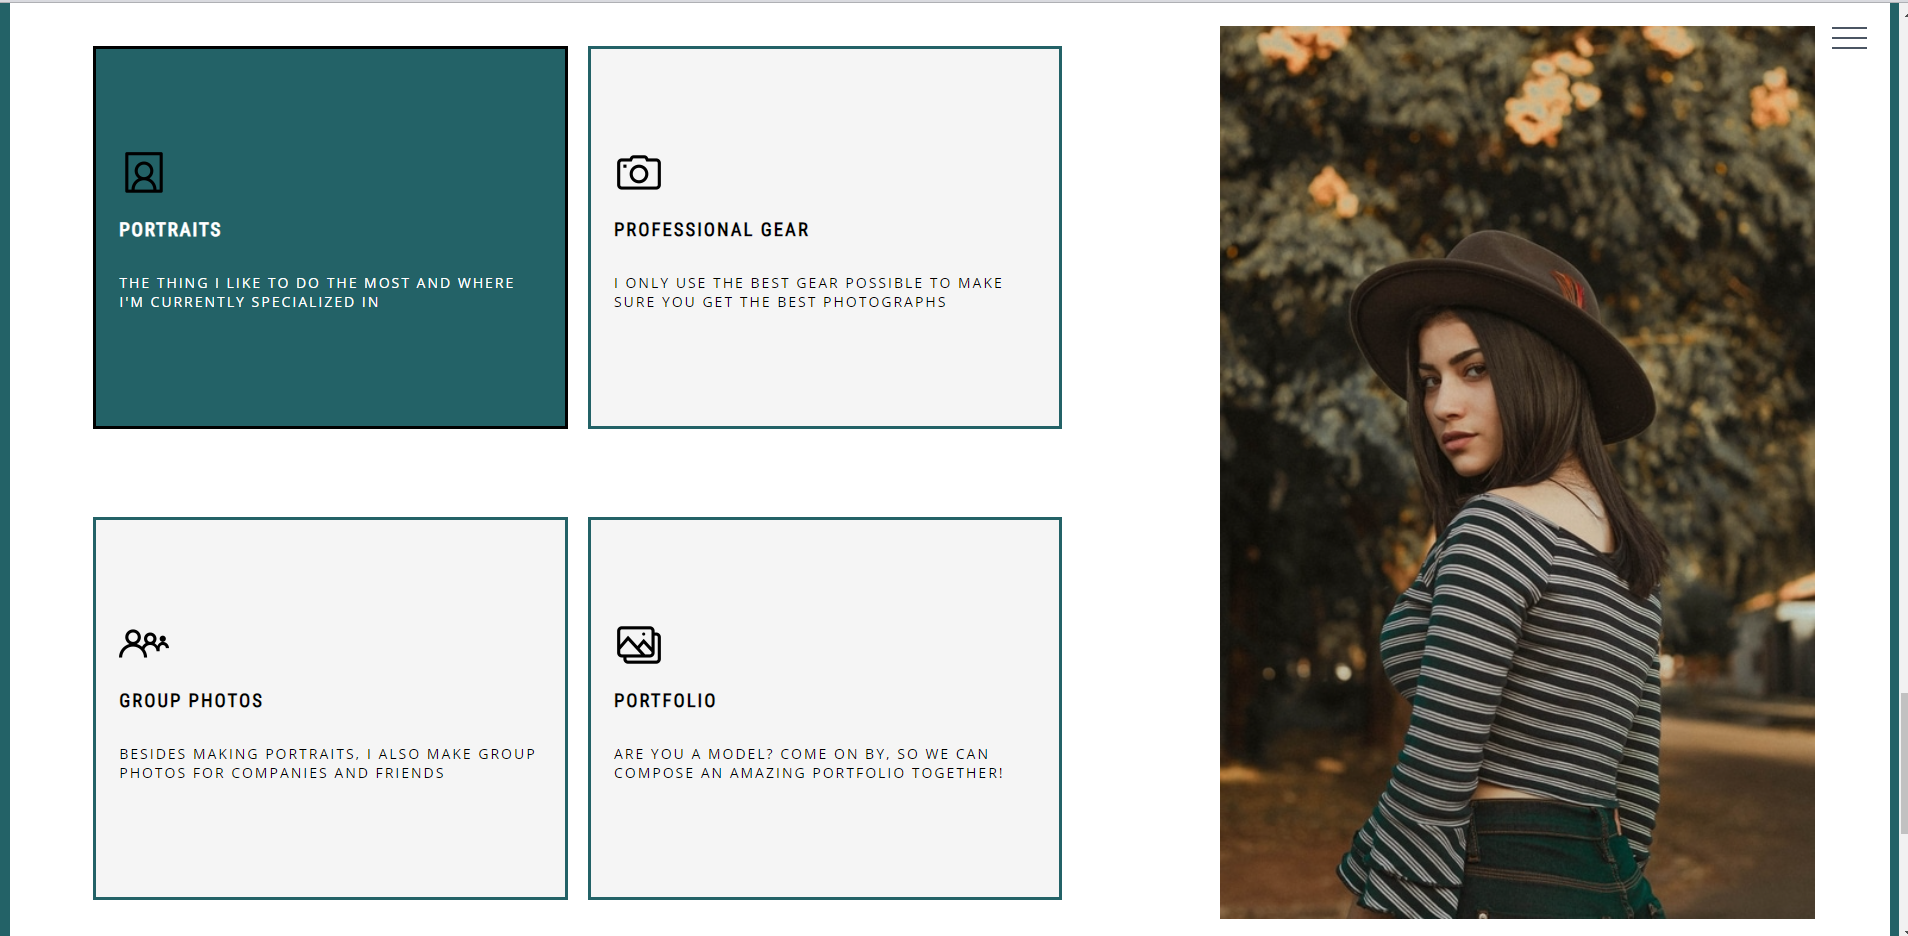 PORTRAITS
THE THING I LIKE TO DO THE MOST AND WHERE
I'M CURRENTLY SPECIALIZED IN
PROFESSIONAL GEAR
I ONLY USE THE BEST GEAR POSSIBLE TO MAKE
SURE YOU GET THE BEST PHOTOGRAPHS
GROUP PHOTOS
BESIDES MAKING PORTRAITS, I ALSO MAKE GROUP
PHOTOS FOR COMPANIES AND FRIENDS
PORTFOLIO
ARE YOU A MODEL? COME ON BY, SO WE CAN
COMPOSE AN AMAZING PORTFOLIO TOGETHER!